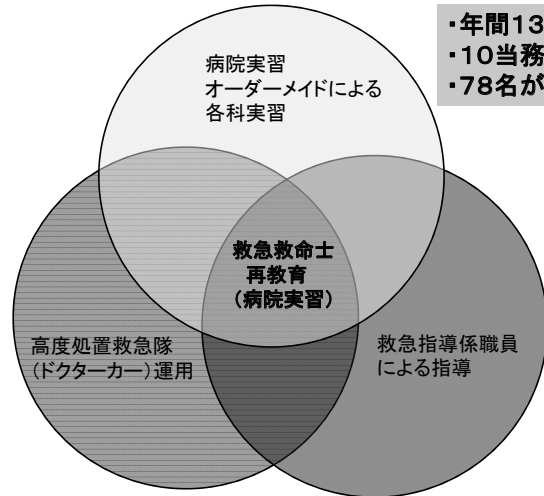 ・年間13
・10当務
・78名が
病院実習
オーダーメイドによる
各科実習
救急救命士
再教育
(病院実習)
高度処置救急隊
(ドクターカー)運用
救急指導係職員
による指導